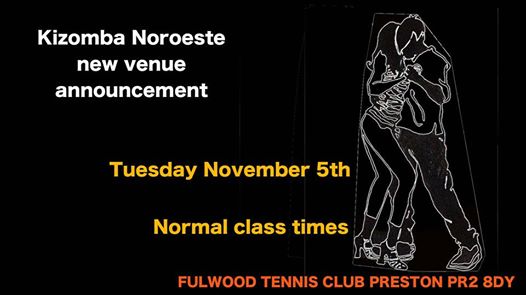 Kizomba Noroeste
new venue
announcement
Tuesday November 5th
Normal class times
FULWOOD TENNIS CLUB PRESTON PR2 8DY